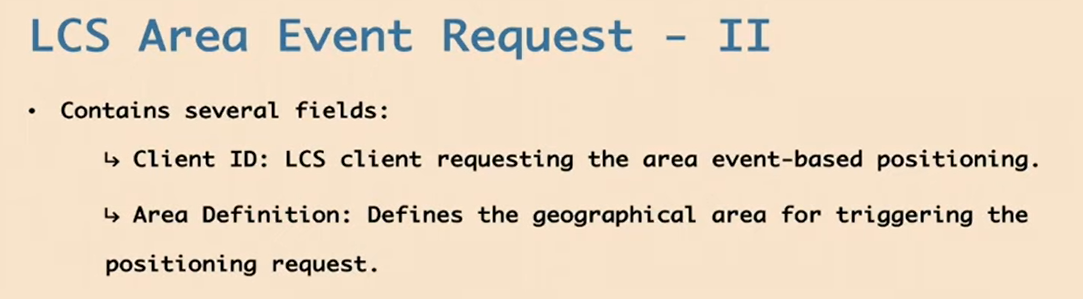 LCS Area Event Request - II
• Contains several fields:
↳ Client ID: LCS client requesting the area event-based positioning.
↳ Area Definition: Defines the geographical area for triggering the
positioning request.